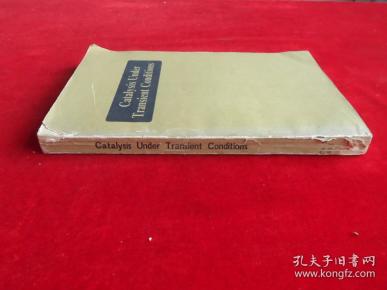 Catalysis Under
Transient Conditions
Catalysis Under Transient Conditions
孔夫子旧书网
www.kongfz.com